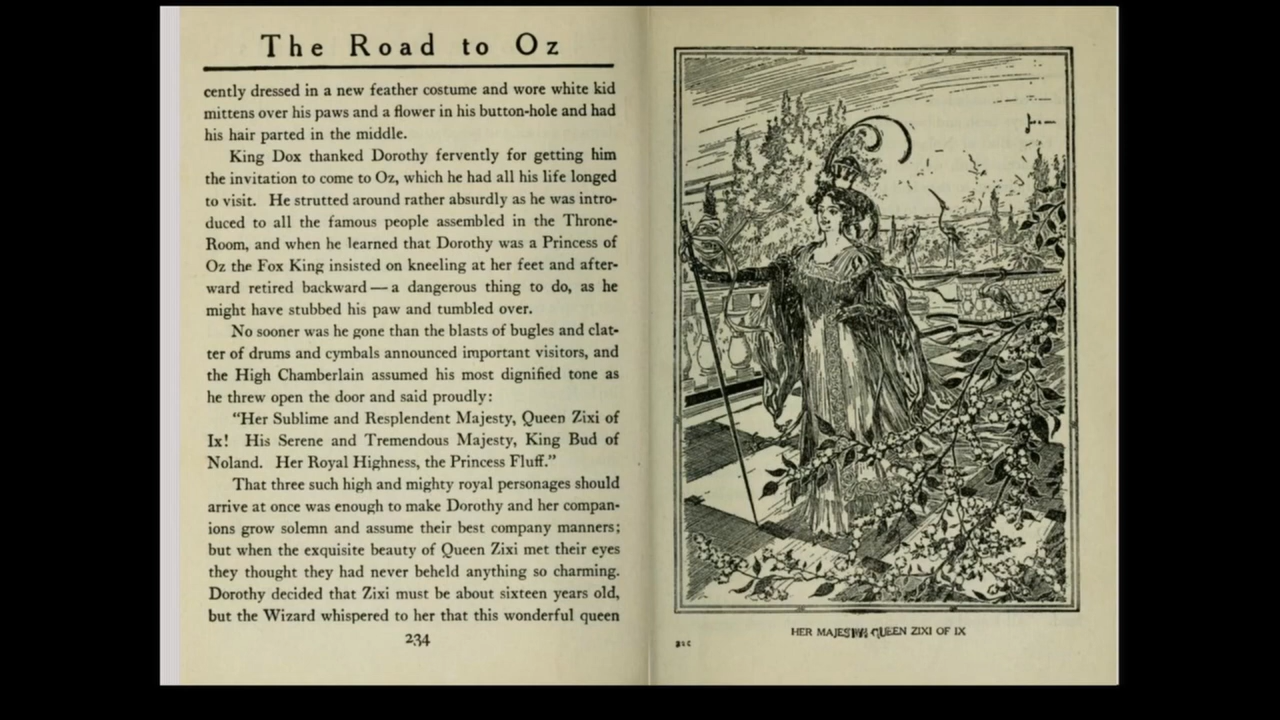 The Road to Oz
cently dressed in a new feather costume and wore white kid
mittens over his paws and a flower in his button-hole and had
his hair parted in the middle.
King Dox thanked Dorothy fervently for getting him
the invitation to come to Oz, which he had all his life longed
to visit. He strutted around rather absurdly as he was intro-
duced to all the famous people assembled in the Throne-
Room, and when he learned that Dorothy was a Princess of
Oz the Fox King insisted on kneeling at her feet and after-
ward retired backward — a dangerous thing to do, as he
might have stubbed his paw and tumbled over.
No sooner was he gone than the blasts of bugles and clat-
ter of drums and cymbals announced important visitors, and
the High Chamberlain assumed his most dignified tone as
he threw open the door and said proudly:
“Her Sublime and Resplendent Majesty, Queen Zixi of
Ix! His Serene and Tremendous Majesty, King Bud of
Noland. Her Royal Highness, the Princess Fluff.”
That three such high and mighty royal personages should
arrive at once was enough to make Dorothy and her compan-
ions grow solemn and assume their best company manners;
but when the exquisite beauty of Queen Zixi met their eyes
they thought they had never beheld anything so charming.
Dorothy decided that Zixi must be about sixteen years old,
but the Wizard whispered to her that this wonderful queen
234
HER QUEEN ZIXI OF IX